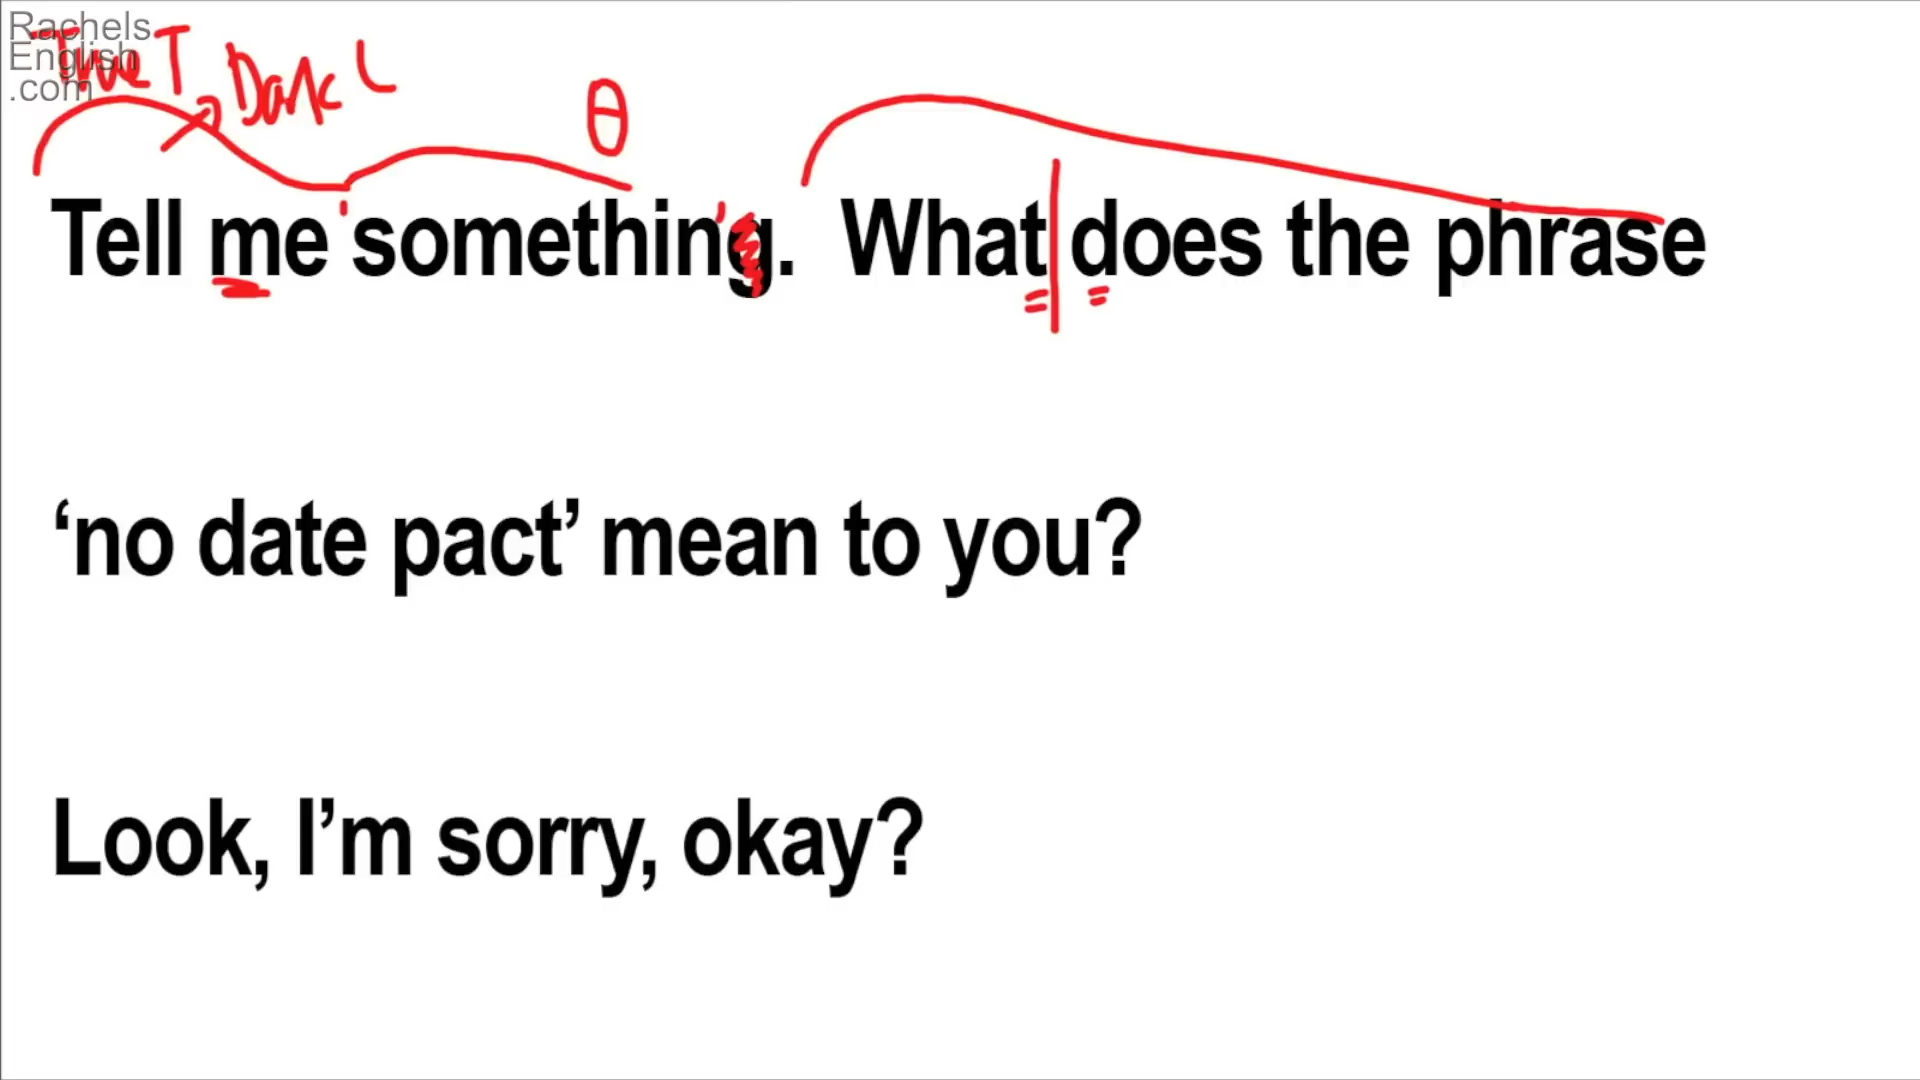 Rachels
English
.com
True T
Dark L
θ
Tell me something. What does the phrase
‘no date pact’ mean to you?
Look, I’m sorry, okay?